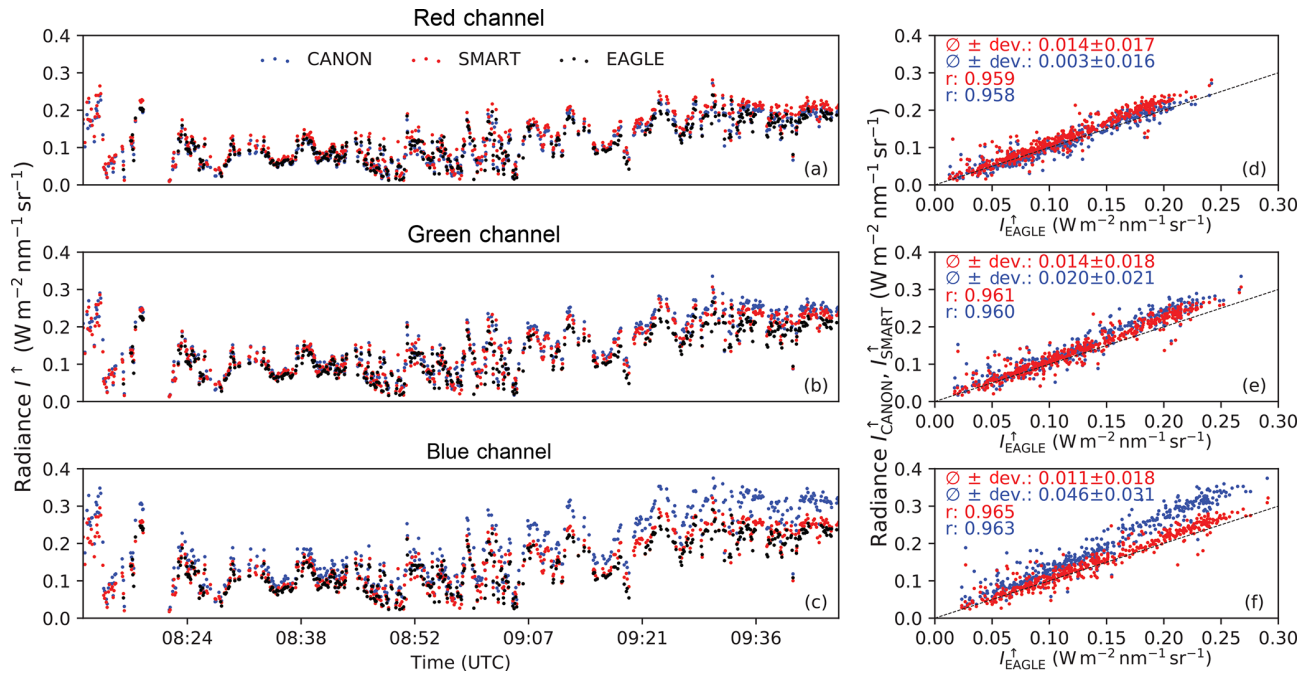 Red channel
CANON SMART EAGLE
0.4
0.3
0.2
0.1
0.0
(a)
Green channel
0.4
0.3
0.2
0.1
0.0
(b)
Blue channel
0.4
0.3
0.2
0.1
0.0
(c)
08:24 08:38 08:52 09:07 09:21 09:36
Time (UTC)
Radiance I↑ (W m⁻² nm⁻¹ sr⁻¹)
Radiance I↑CANON, I↑SMART (W m⁻² nm⁻¹ sr⁻¹)
0.4
0.3
0.2
0.1
0.0
∅ ± dev.: 0.014±0.017
∅ ± dev.: 0.003±0.016
r: 0.959
r: 0.958
(d)
0.00 0.05 0.10 0.15 0.20 0.25 0.30
I↑EAGLE (W m⁻² nm⁻¹ sr⁻¹)
0.4
0.3
0.2
0.1
0.0
∅ ± dev.: 0.014±0.018
∅ ± dev.: 0.020±0.021
r: 0.961
r: 0.960
(e)
0.00 0.05 0.10 0.15 0.20 0.25 0.30
I↑EAGLE (W m⁻² nm⁻¹ sr⁻¹)
0.4
0.3
0.2
0.1
0.0
∅ ± dev.: 0.011±0.018
∅ ± dev.: 0.046±0.031
r: 0.965
r: 0.963
(f)
0.00 0.05 0.10 0.15 0.20 0.25 0.30
I↑EAGLE (W m⁻² nm⁻¹ sr⁻¹)